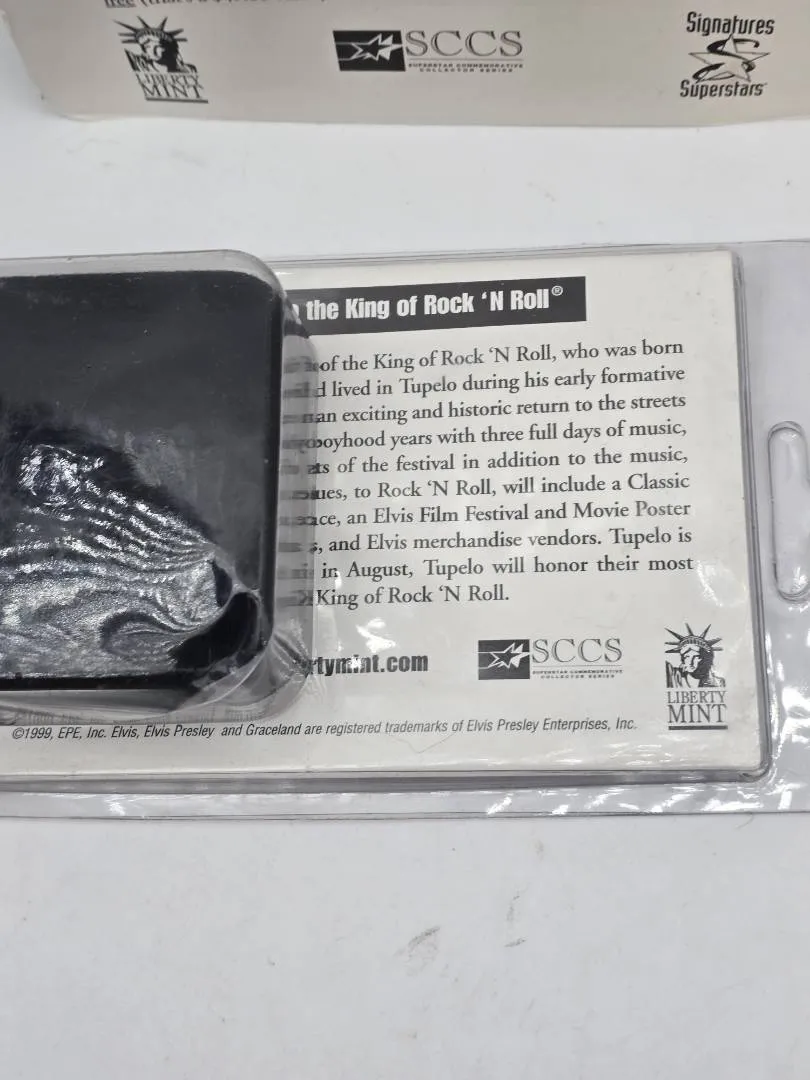 LIBERTY
MINT
SCCS
SUPERSTAR COMMEMORATIVE
COLLECTOR SERIES
Signatures
Superstars
the King of Rock ‘N Roll®
of the King of Rock ‘N Roll, who was born
lived in Tupelo during his early formative
an exciting and historic return to the streets
boyhood years with three full days of music,
of the festival in addition to the music,
to Rock ‘N Roll, will include a Classic
an Elvis Film Festival and Movie Poster
and Elvis merchandise vendors. Tupelo is
in August, Tupelo will honor their most
King of Rock ‘N Roll.
tymint.com
SCCS
SUPERSTAR COMMEMORATIVE
COLLECTOR SERIES
LIBERTY
MINT
©1999, EPE, Inc. Elvis, Elvis Presley and Graceland are registered trademarks of Elvis Presley Enterprises, Inc.